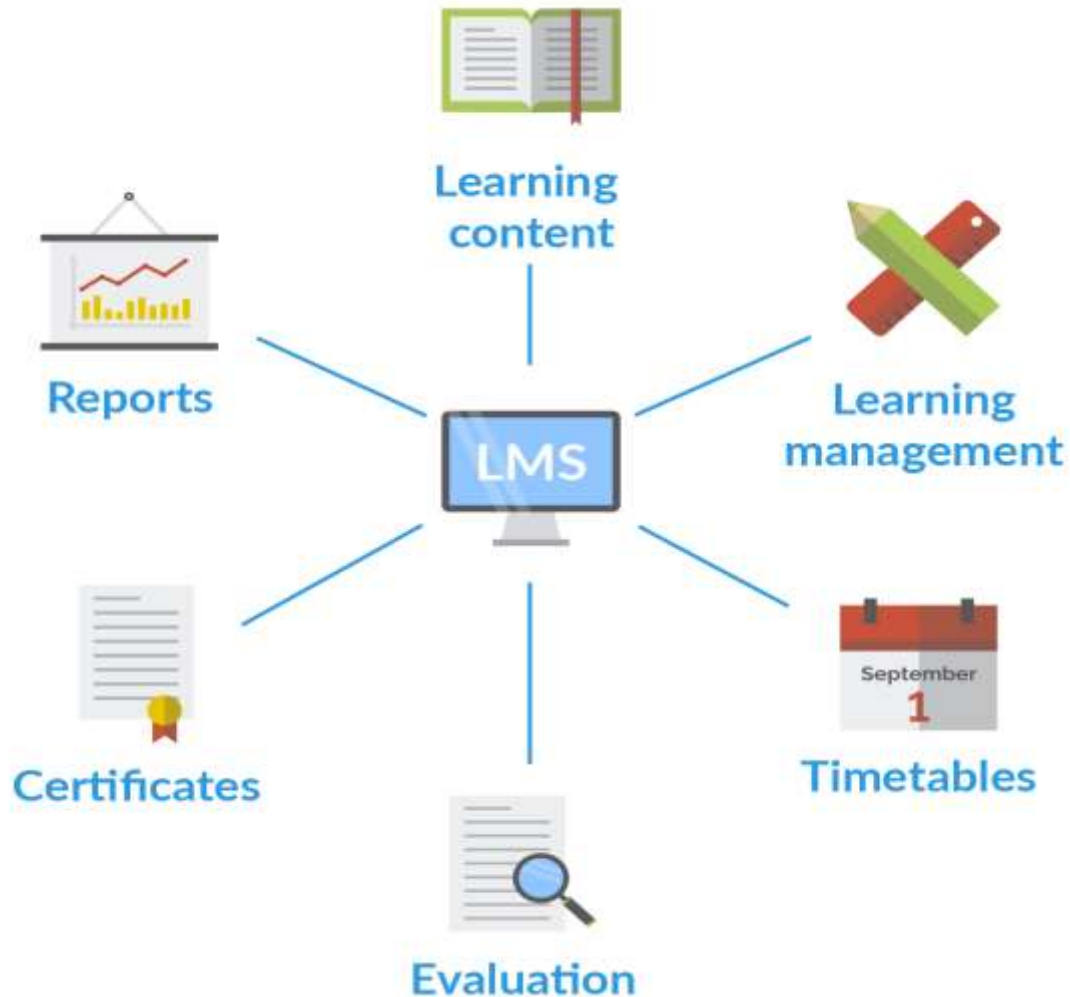 Learning
content
Reports
Learning
management
LMS
September
1
Certificates
Timetables
Evaluation